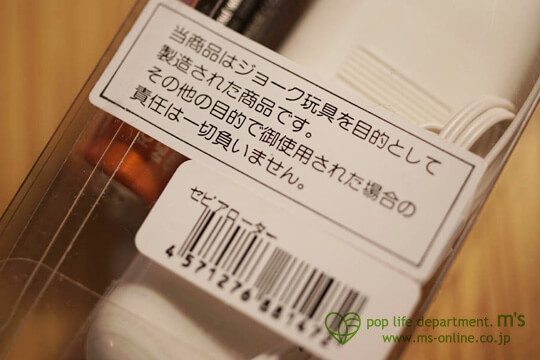 当商品はジョーク玩具を目的として
製造された商品です。
その他の目的で御使用された場合の
責任は一切負いません。
セピアローター
4571276881472
pop life department. m's
www.ms-online.co.jp